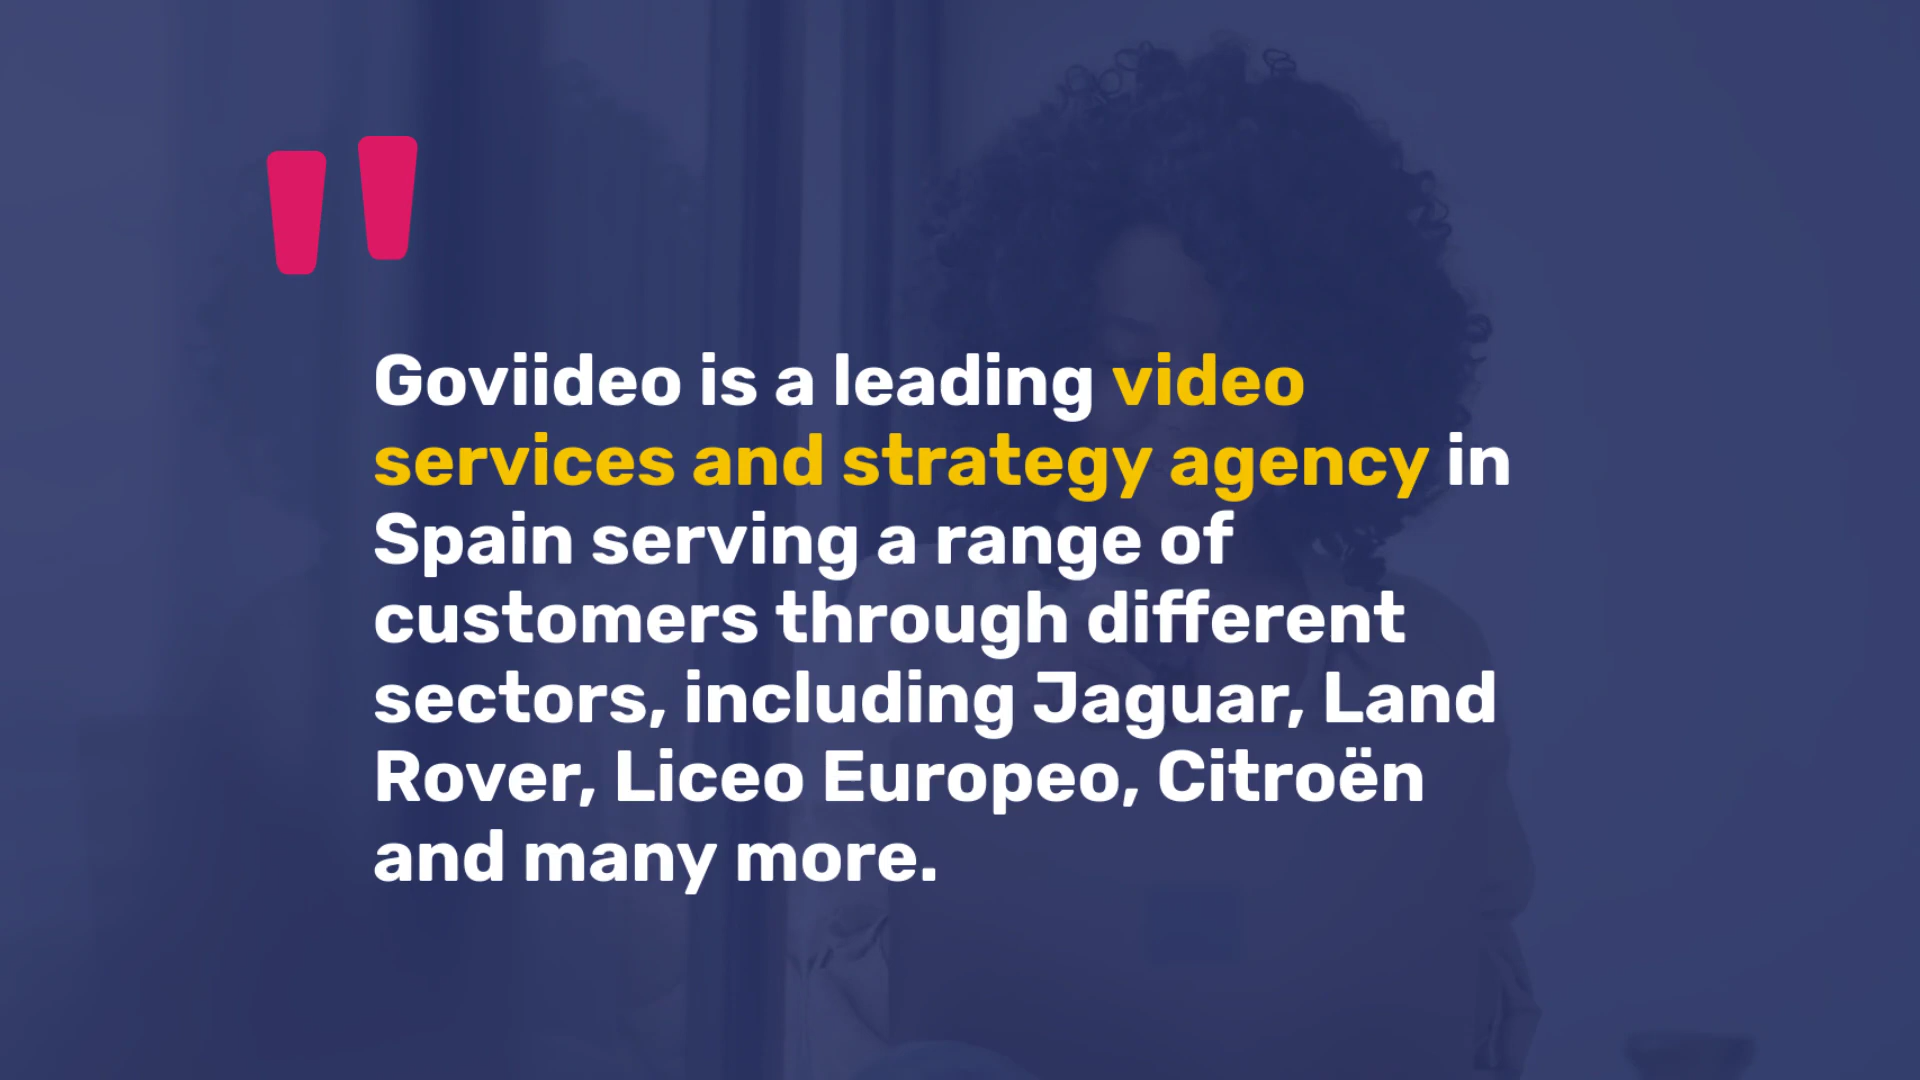 "
Goviideo is a leading video
services and strategy agency in
Spain serving a range of
customers through different
sectors, including Jaguar, Land
Rover, Liceo Europeo, Citroën
and many more.